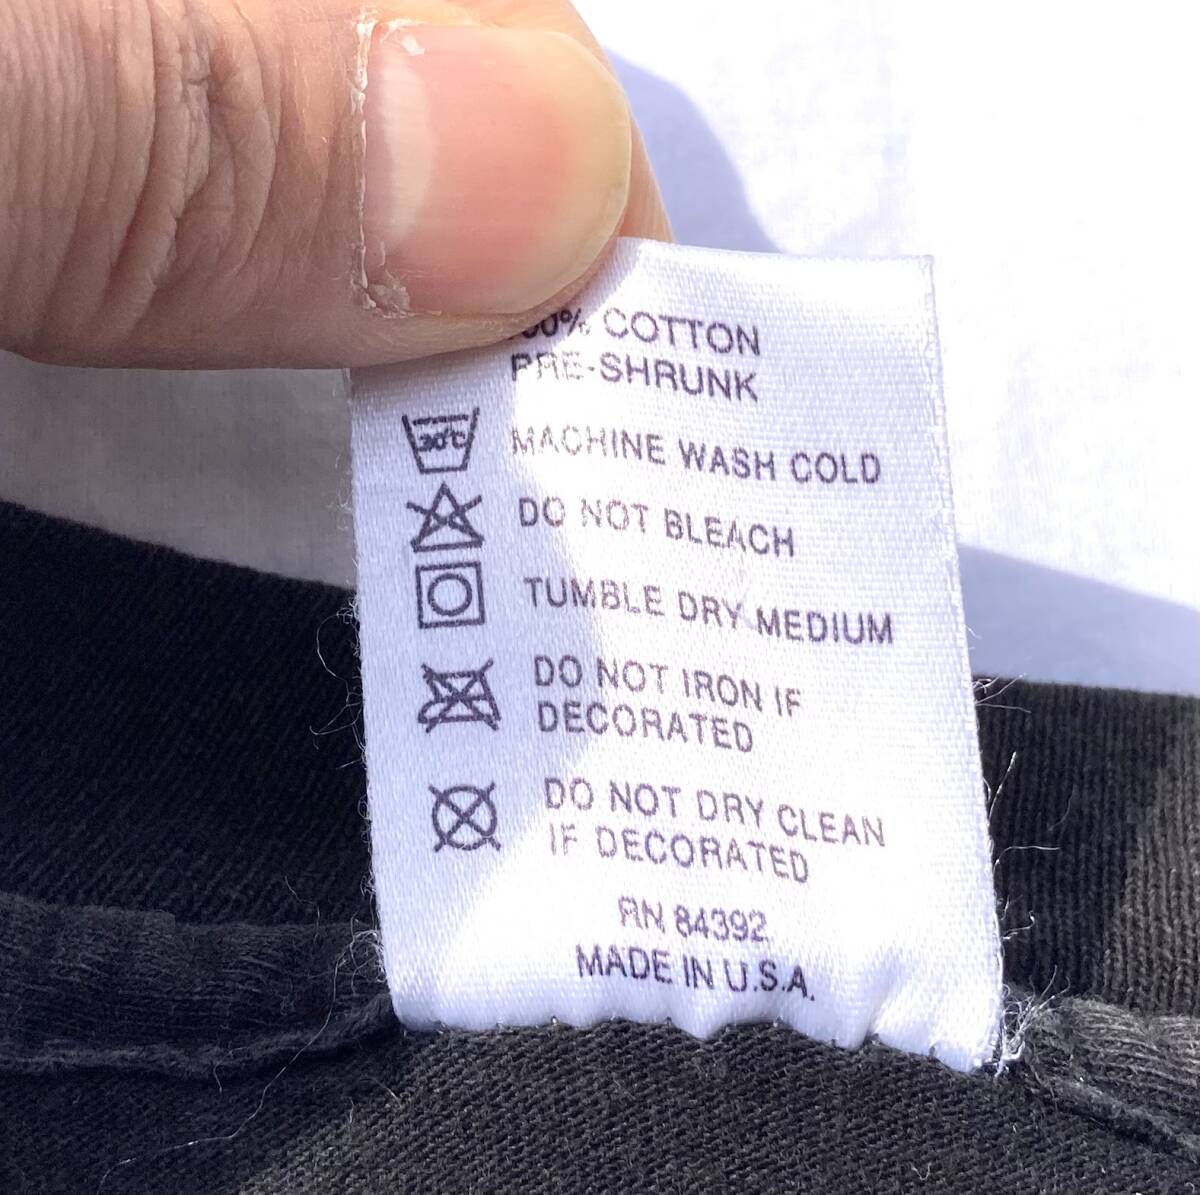 00% COTTON
PRE-SHRUNK
30°C MACHINE WASH COLD
DO NOT BLEACH
TUMBLE DRY MEDIUM
DO NOT IRON IF
DECORATED
DO NOT DRY CLEAN
IF DECORATED
RN 84392
MADE IN U.S.A.